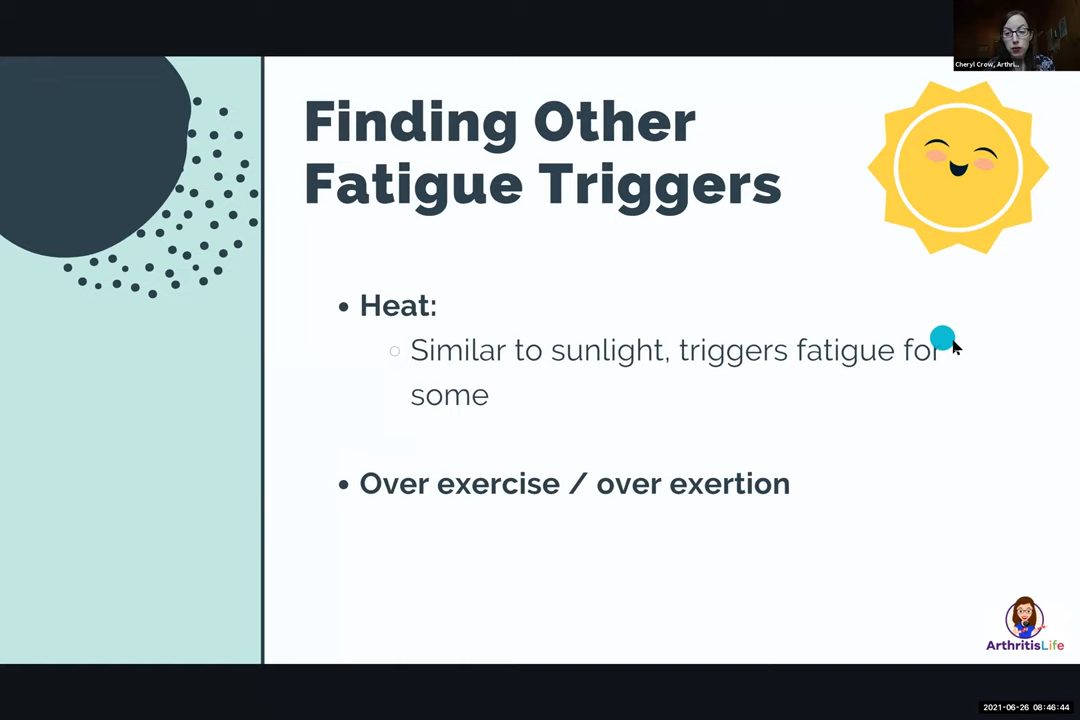 Cheryl Crow, Arthri...
Finding Other
Fatigue Triggers
• Heat:
○ Similar to sunlight, triggers fatigue for
some
• Over exercise / over exertion
ArthritisLife
2021-06-26 08:46:44